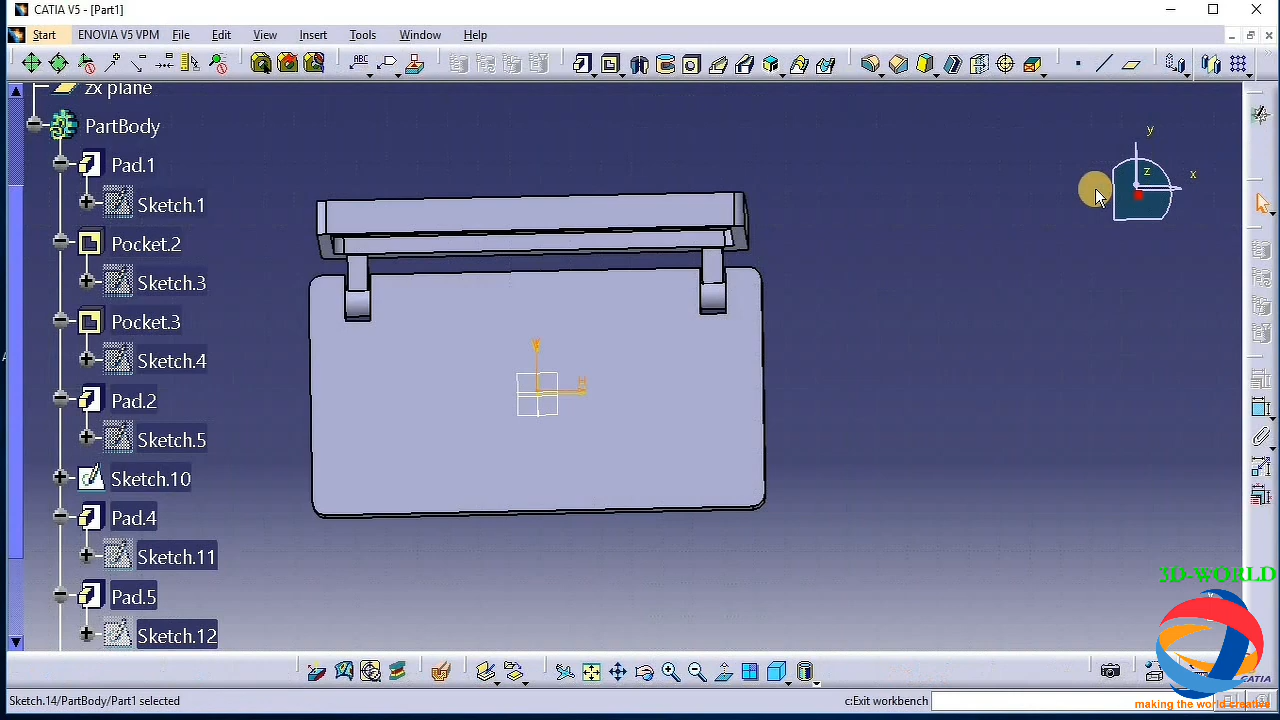 CATIA V5 - [Part1]
Start ENOVIA V5 VPM File Edit View Insert Tools Window Help
ABC
zx plane
PartBody
Pad.1
Sketch.1
Pocket.2
Sketch.3
Pocket.3
Sketch.4
Pad.2
Sketch.5
Sketch.10
Pad.4
Sketch.11
Pad.5
Sketch.12
y
z
x
V
H
3D-WORLD
CATIA
making the world creative
Sketch.14/PartBody/Part1 selected
c:Exit workbench